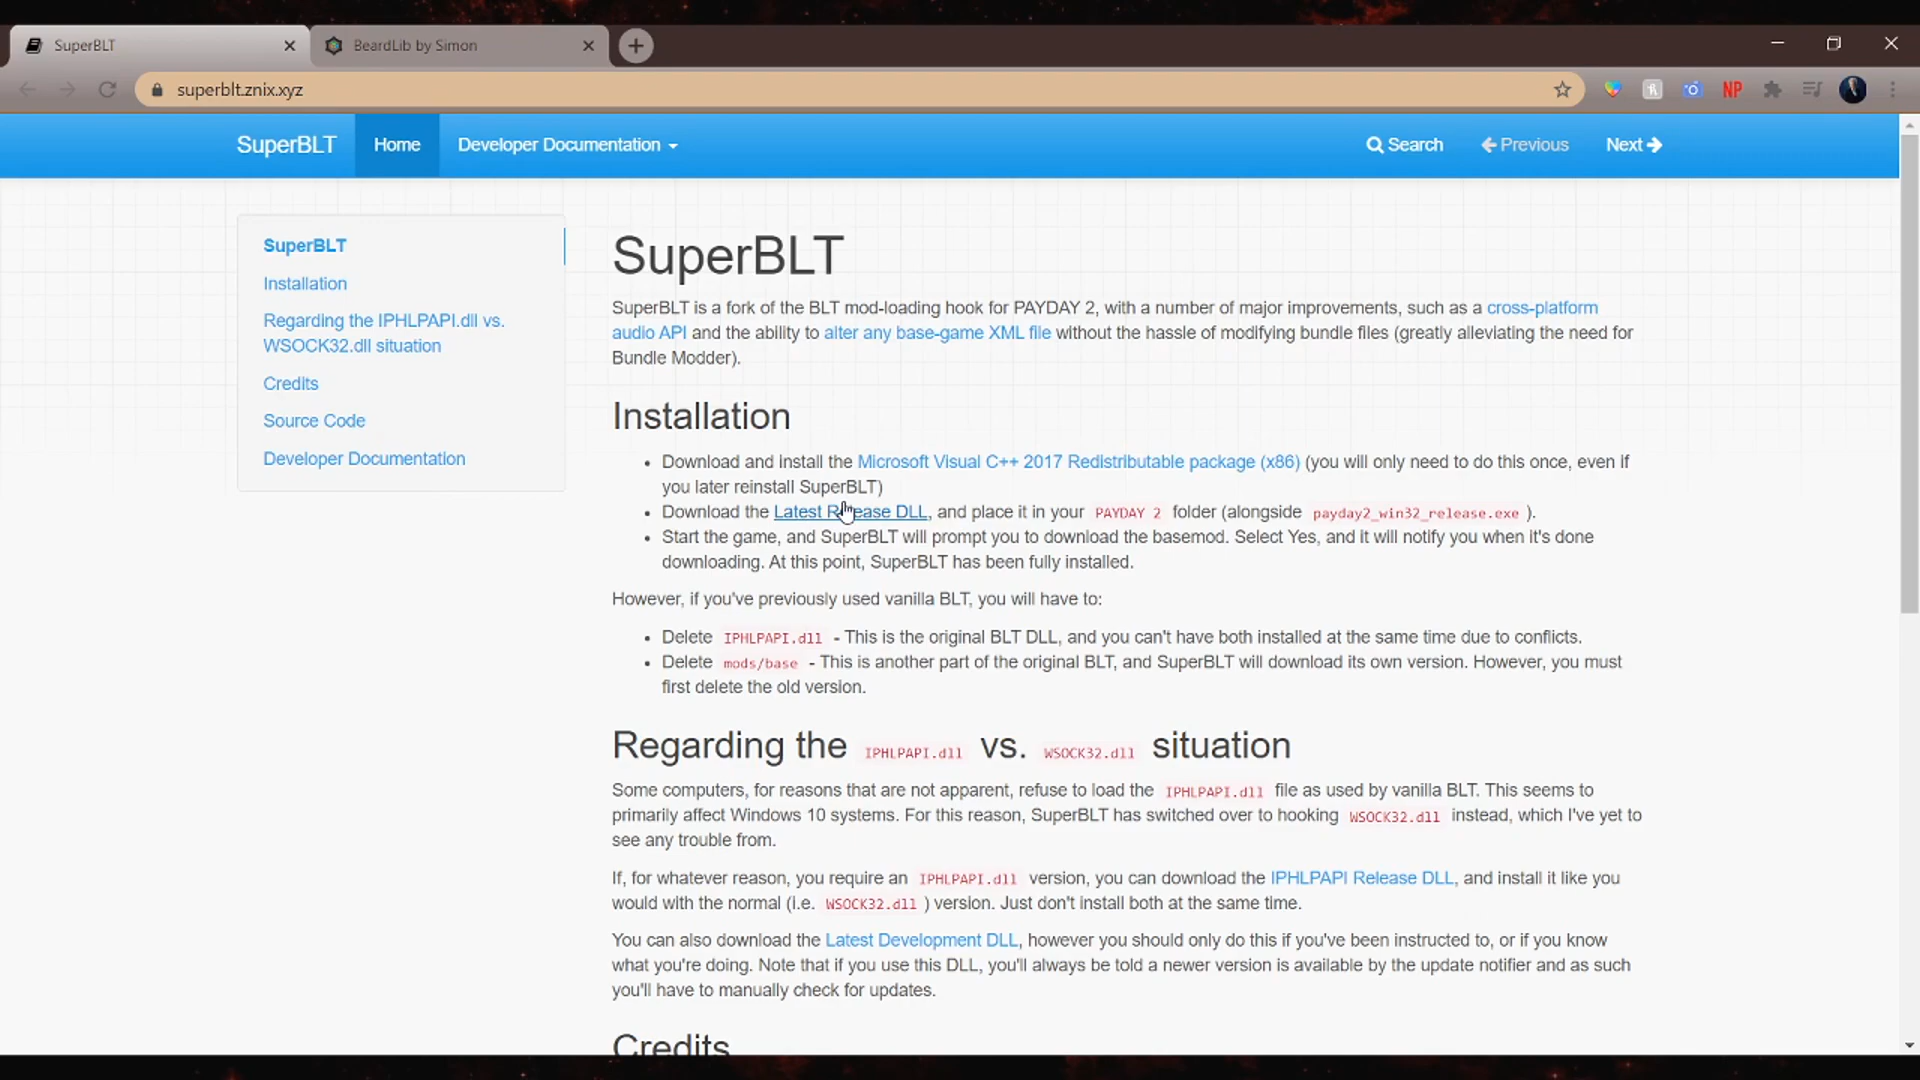 SuperBLT
BeardLib by Simon
superblt.znix.xyz
NP
SuperBLT Home Developer Documentation Search Previous Next
SuperBLT
Installation
Regarding the IPHLPAPI.dll vs.
WSOCK32.dll situation
Credits
Source Code
Developer Documentation
SuperBLT
SuperBLT is a fork of the BLT mod-loading hook for PAYDAY 2, with a number of major improvements, such as a cross-platform
audio API and the ability to alter any base-game XML file without the hassle of modifying bundle files (greatly alleviating the need for
Bundle Modder).
Installation
Download and install the Microsoft Visual C++ 2017 Redistributable package (x86) (you will only need to do this once, even if
you later reinstall SuperBLT)
Download the Latest Release DLL, and place it in your PAYDAY 2 folder (alongside payday2_win32_release.exe ).
Start the game, and SuperBLT will prompt you to download the basemod. Select Yes, and it will notify you when it's done
downloading. At this point, SuperBLT has been fully installed.
However, if you've previously used vanilla BLT, you will have to:
Delete IPHLPAPI.dll - This is the original BLT DLL, and you can't have both installed at the same time due to conflicts.
Delete mods/base - This is another part of the original BLT, and SuperBLT will download its own version. However, you must
first delete the old version.
Regarding the IPHLPAPI.dll vs. WSOCK32.dll situation
Some computers, for reasons that are not apparent, refuse to load the IPHLPAPI.dll file as used by vanilla BLT. This seems to
primarily affect Windows 10 systems. For this reason, SuperBLT has switched over to hooking WSOCK32.dll instead, which I've yet to
see any trouble from.
If, for whatever reason, you require an IPHLPAPI.dll version, you can download the IPHLPAPI Release DLL, and install it like you
would with the normal (i.e. WSOCK32.dll ) version. Just don't install both at the same time.
You can also download the Latest Development DLL, however you should only do this if you've been instructed to, or if you know
what you're doing. Note that if you use this DLL, you'll always be told a newer version is available by the update notifier and as such
you'll have to manually check for updates.
Credits